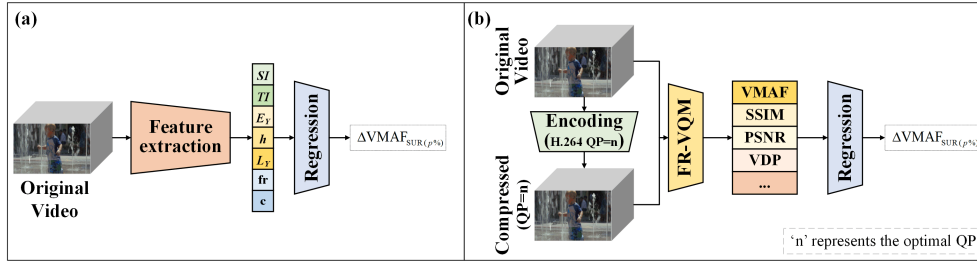 (a)
Original
Video
Feature
extraction
SI
TI
E_Y
h
L_Y
fr
c
Regression
ΔVMAF_SUR(p%)
(b)
Original
Video
Encoding
(H.264 QP=n)
Compressed
(QP=n)
FR-VQM
VMAF
SSIM
PSNR
VDP
...
Regression
ΔVMAF_SUR(p%)
‘n’ represents the optimal QP